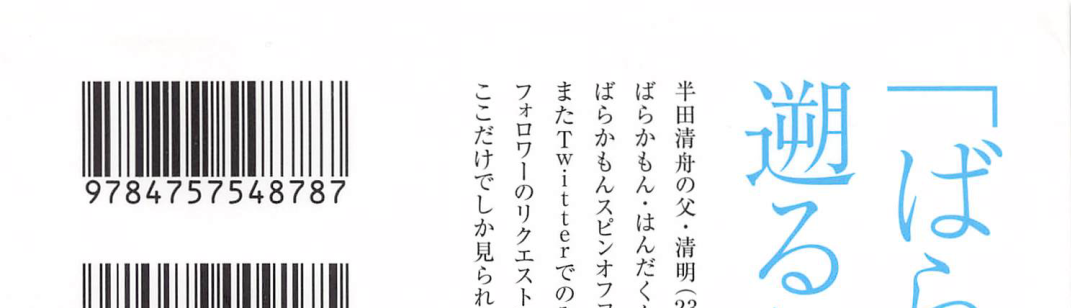 「ばら
遡る
半田清舟の父・清明(23
ばらかもん・はんだく
ばらかもんスピンオフ
またTwitterでの
フォロワーのリクエスト
ここだけでしか見られ
9784757548787